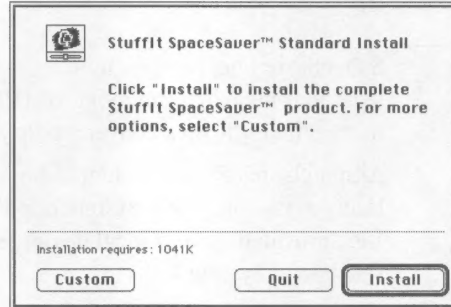 StuffIt SpaceSaver™ Standard Install
Click "Install" to install the complete
StuffIt SpaceSaver™ product. For more
options, select "Custom".
Installation requires: 1041K
Custom
Quit
Install